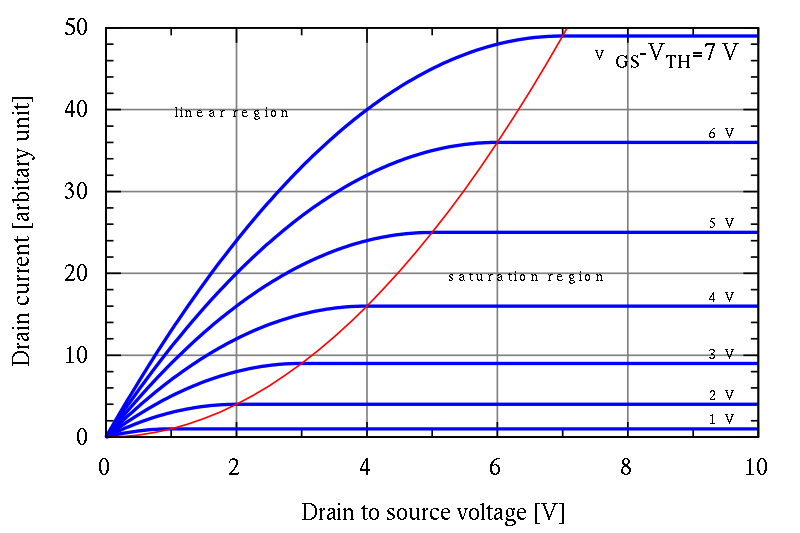 50
V GS-VTH=7 V
40
linear region
6 V
30
5 V
20
saturation region
4 V
10
3 V
2 V
1 V
0
0 2 4 6 8 10
Drain to source voltage [V]
Drain current [arbitary unit]